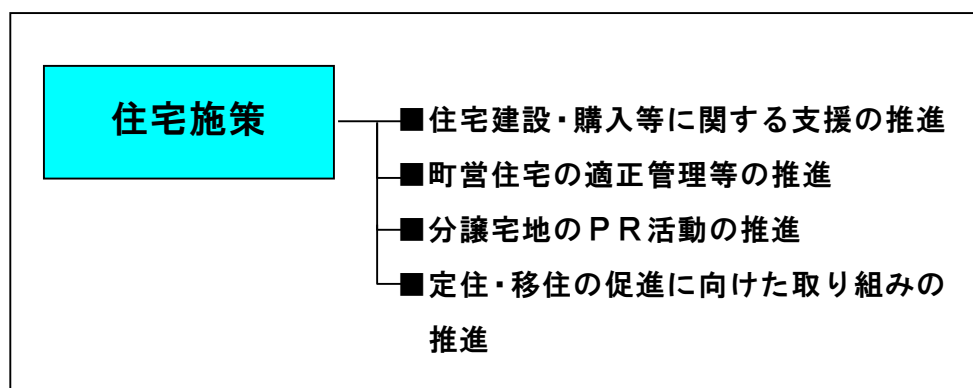 住宅施策
■住宅建設・購入等に関する支援の推進
■町営住宅の適正管理等の推進
■分譲宅地のＰＲ活動の推進
■定住・移住の促進に向けた取り組みの
推進